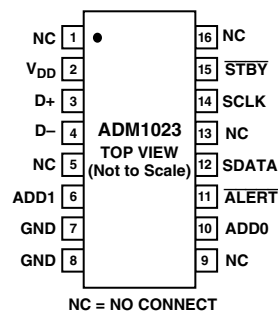 NC 1 16 NC
VDD 2 15 STBY
D+ 3 14 SCLK
D– 4 13 NC
NC 5 12 SDATA
ADD1 6 11 ALERT
GND 7 10 ADD0
GND 8 9 NC
ADM1023
TOP VIEW
(Not to Scale)
NC = NO CONNECT